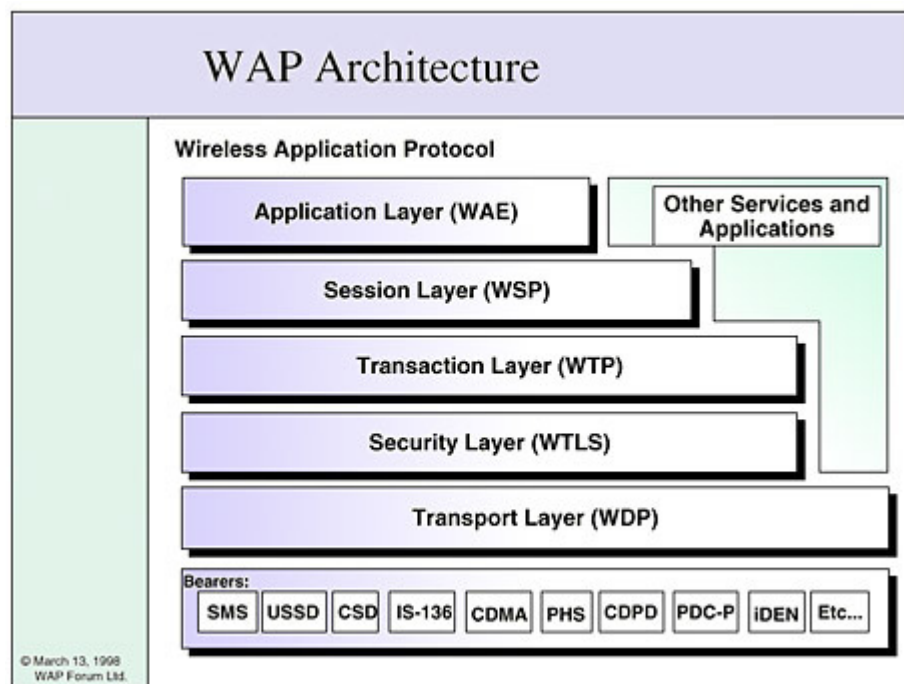 WAP Architecture
Wireless Application Protocol
Application Layer (WAE)
Other Services and
Applications
Session Layer (WSP)
Transaction Layer (WTP)
Security Layer (WTLS)
Transport Layer (WDP)
Bearers:
SMS USSD CSD IS-136 CDMA PHS CDPD PDC-P iDEN Etc...
© March 13, 1998
WAP Forum Ltd.